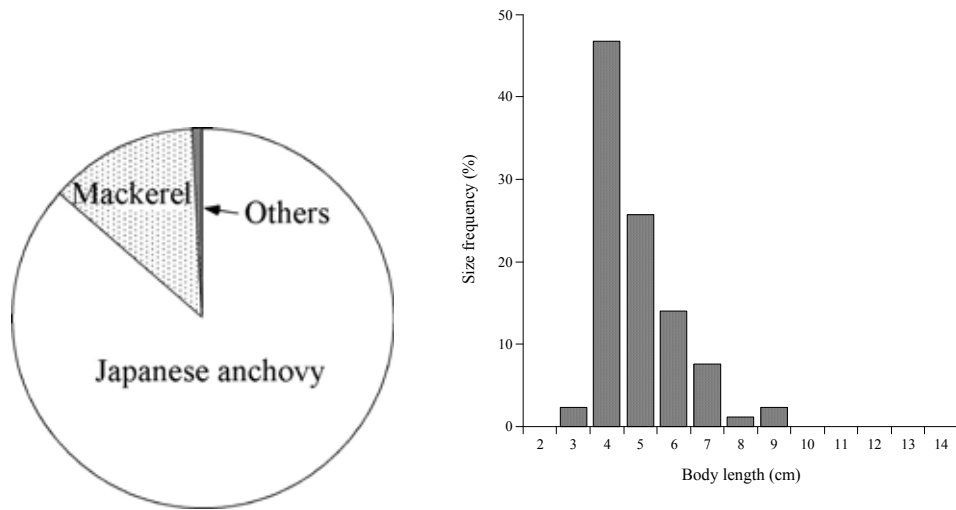 Mackerel
Others
Japanese anchovy
50
40
30
20
10
0
Size frequency (%)
2 3 4 5 6 7 8 9 10 11 12 13 14
Body length (cm)